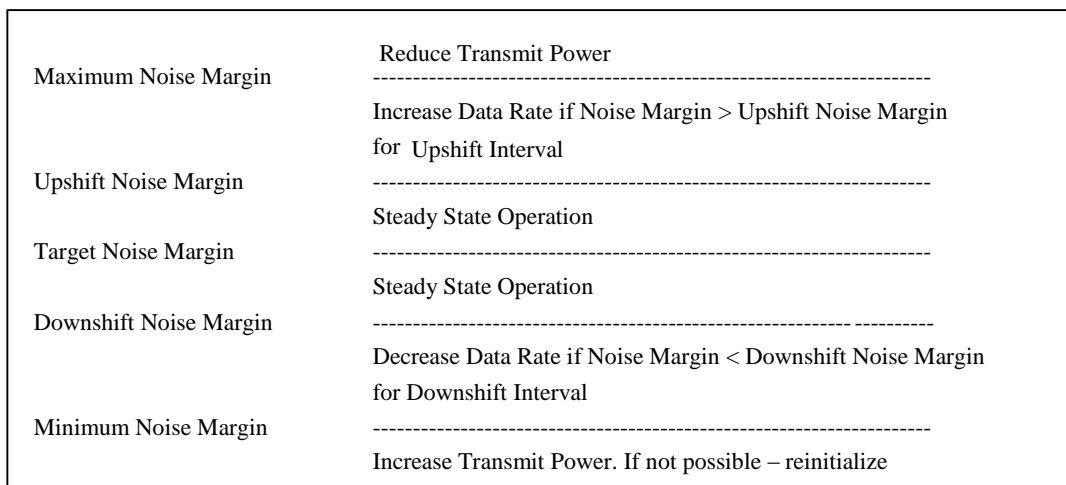 Reduce Transmit Power
Maximum Noise Margin ----------------------------------------------------------------------
Increase Data Rate if Noise Margin > Upshift Noise Margin
for Upshift Interval
Upshift Noise Margin ----------------------------------------------------------------------
Steady State Operation
Target Noise Margin ----------------------------------------------------------------------
Steady State Operation
Downshift Noise Margin ----------------------------------------------------------------------
Decrease Data Rate if Noise Margin < Downshift Noise Margin
for Downshift Interval
Minimum Noise Margin ----------------------------------------------------------------------
Increase Transmit Power. If not possible – reinitialize